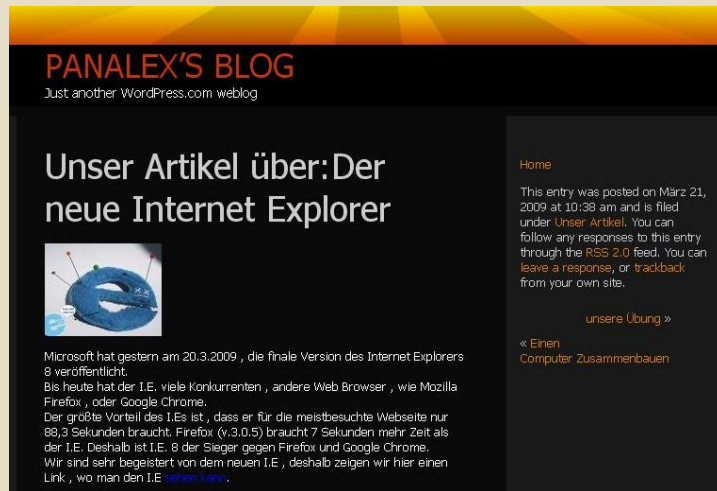 PANALEX'S BLOG
Just another WordPress.com weblog
Unser Artikel über:Der
neue Internet Explorer
Microsoft hat gestern am 20.3.2009 , die finale Version des Internet Explorers
8 veröffentlicht.
Bis heute hat der I.E. viele Konkurrenten , andere Web Browser , wie Mozilla
Firefox , oder Google Chrome.
Der größte Vorteil des I.Es ist , dass er für die meistbesuchte Webseite nur
88,3 Sekunden braucht. Firefox (v.3.0.5) braucht 7 Sekunden mehr Zeit als
der I.E. Deshalb ist I.E. 8 der Sieger gegen Firefox und Google Chrome.
Wir sind sehr begeistert von dem neuen I.E , deshalb zeigen wir hier einen
Link , wo man den I.E sehen kann.
Home
This entry was posted on März 21,
2009 at 10:38 am and is filed
under Unser Artikel. You can
follow any responses to this entry
through the RSS 2.0 feed. You can
leave a response, or trackback
from your own site.
unsere Übung »
« Einen
Computer Zusammenbauen